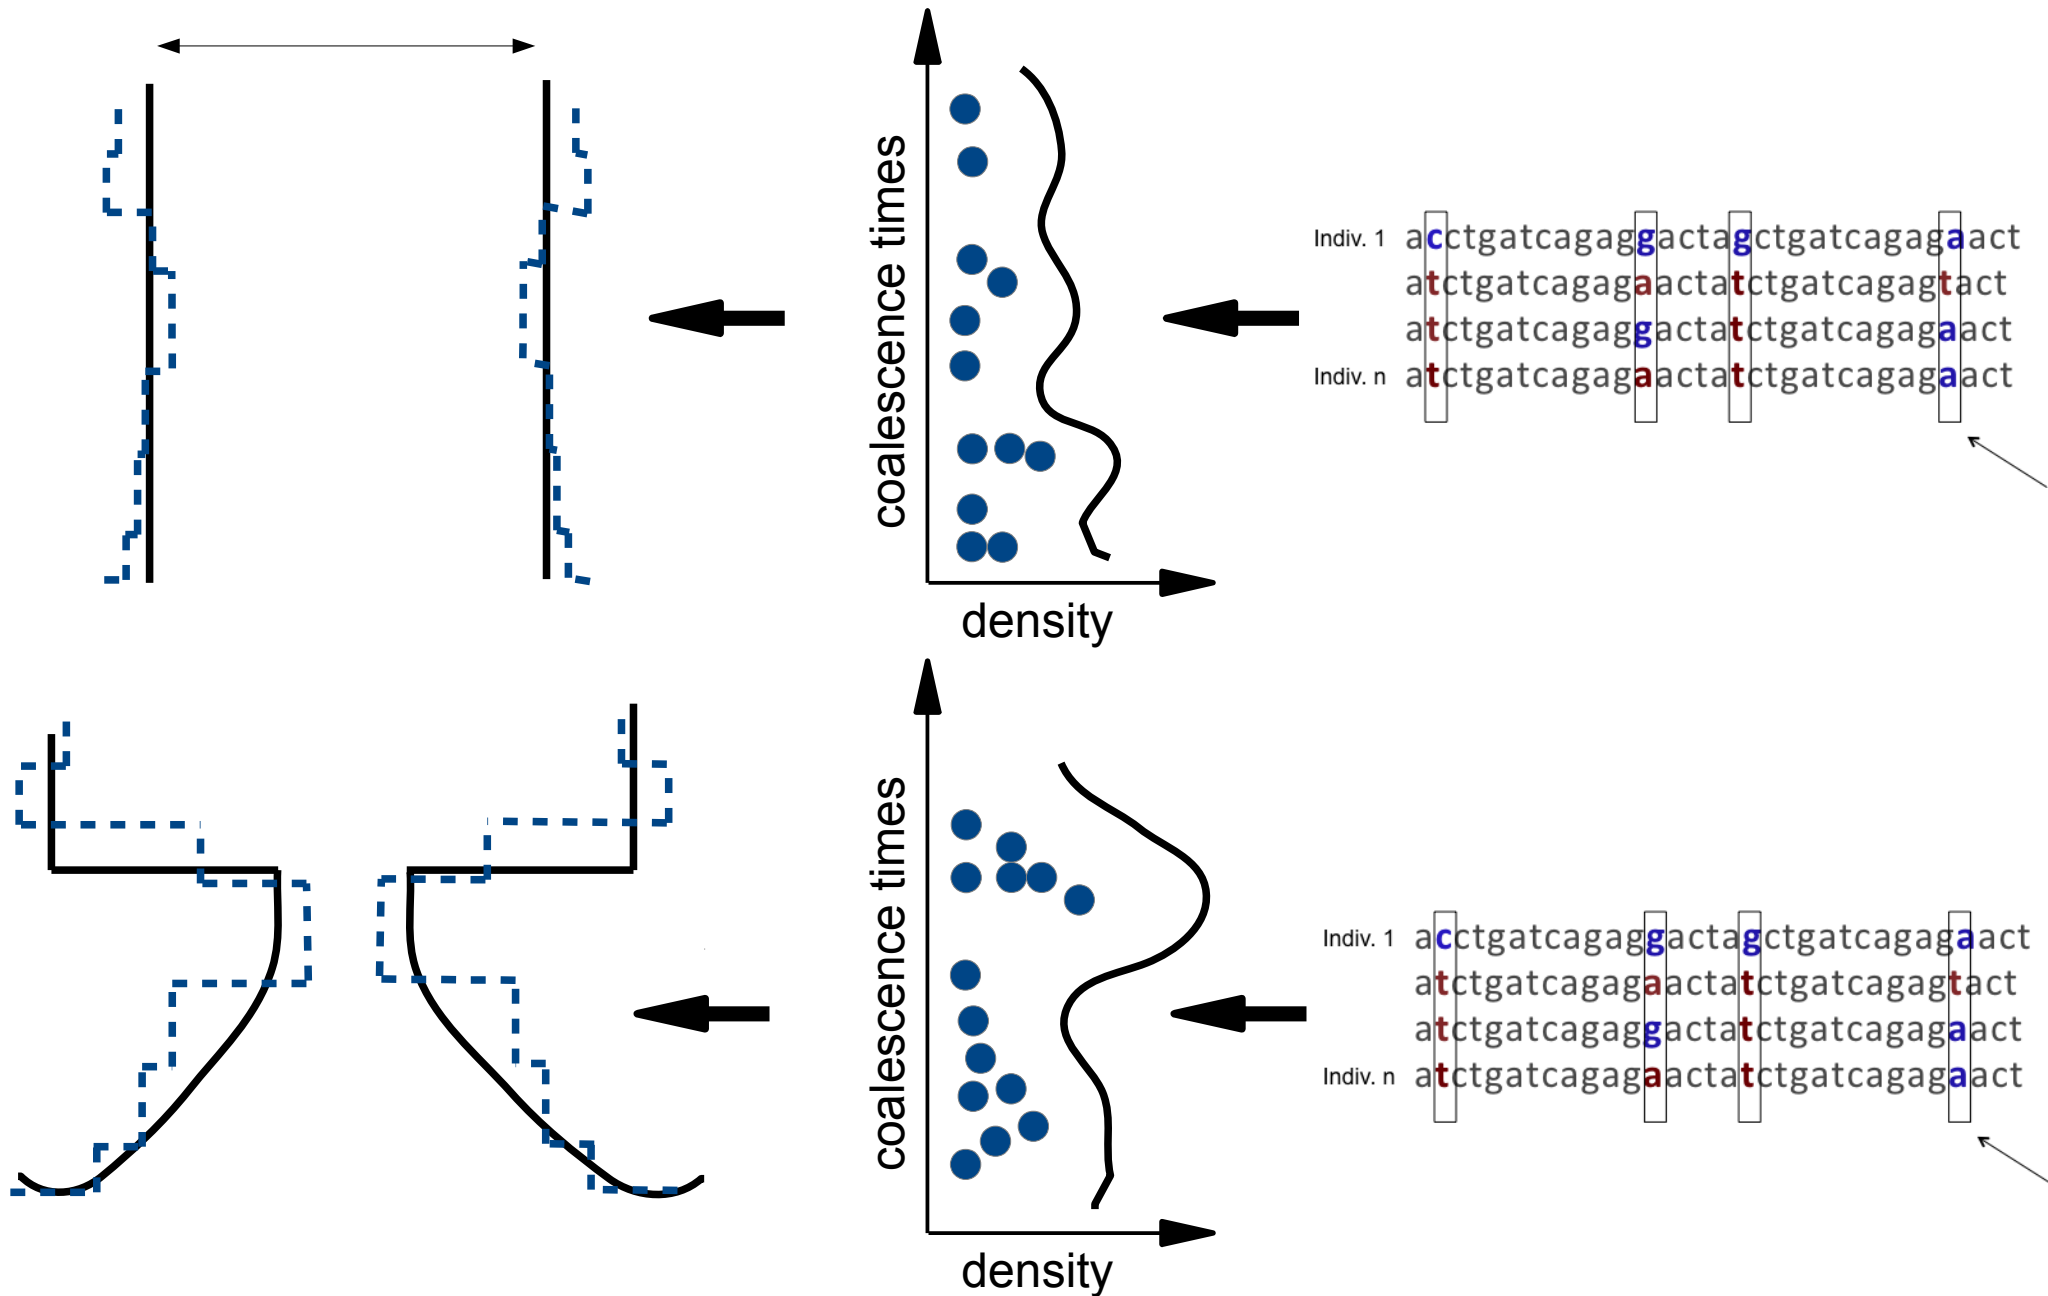 coalescence times
density
Indiv. 1 acctgatcagaggactagctgatcagagaact
atctgatcagagaactatctgatcagagtact
atctgatcagaggactatctgatcagagaact
Indiv. n atctgatcagagaactatctgatcagagaact
coalescence times
density
Indiv. 1 acctgatcagaggactagctgatcagagaact
atctgatcagagaactatctgatcagagtact
atctgatcagaggactatctgatcagagaact
Indiv. n atctgatcagagaactatctgatcagagaact